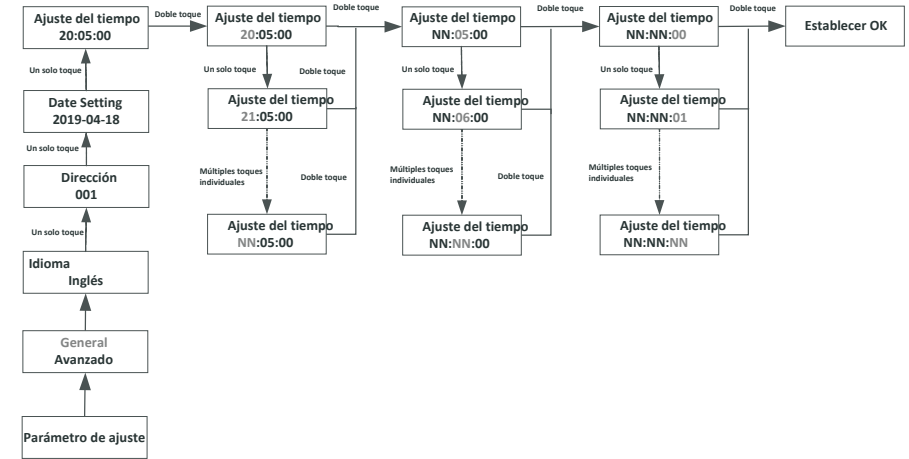 Ajuste del tiempo
20:05:00
Doble toque
Ajuste del tiempo
20:05:00
Doble toque
Ajuste del tiempo
NN:05:00
Doble toque
Ajuste del tiempo
NN:NN:00
Doble toque
Establecer OK
Un solo toque
Un solo toque
Doble toque
Un solo toque
Un solo toque
Date Setting
2019-04-18
Ajuste del tiempo
21:05:00
Ajuste del tiempo
NN:06:00
Ajuste del tiempo
NN:NN:01
Un solo toque
Dirección
001
Múltiples toques
individuales
Doble toque
Múltiples toques
individuales
Doble toque
Múltiples toques
individuales
Un solo toque
Ajuste del tiempo
NN:05:00
Ajuste del tiempo
NN:NN:00
Ajuste del tiempo
NN:NN:NN
Idioma
Inglés
General
Avanzado
Parámetro de ajuste